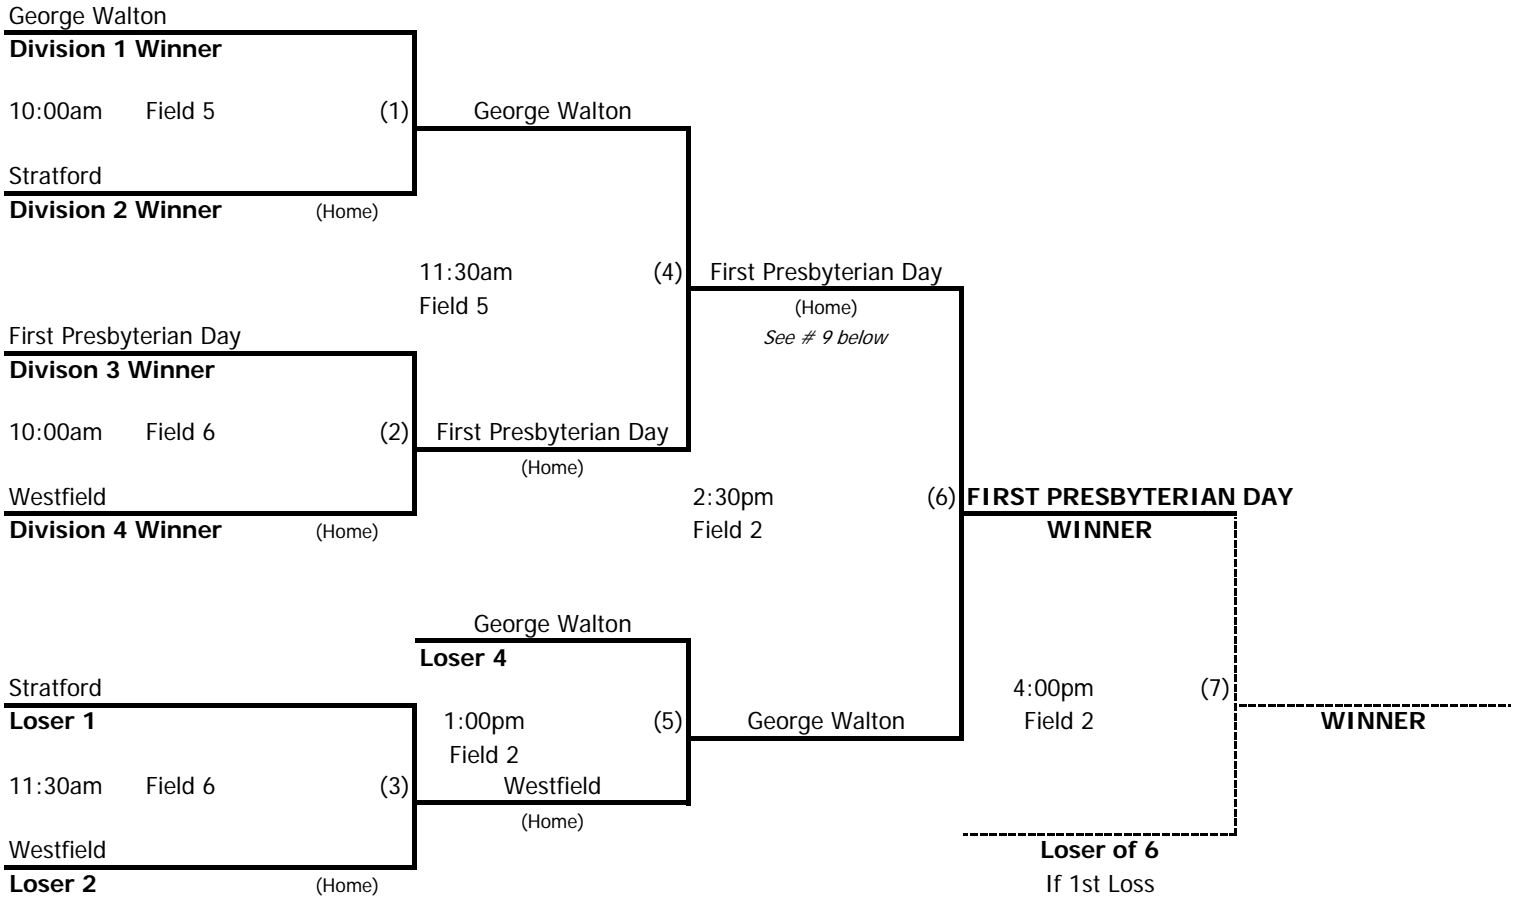 George Walton
Division 1 Winner
10:00am Field 5 (1) George Walton
Stratford
Division 2 Winner (Home)
11:30am (4) First Presbyterian Day
Field 5 (Home)
First Presbyterian Day See # 9 below
Divison 3 Winner
10:00am Field 6 (2) First Presbyterian Day
(Home)
Westfield 2:30pm (6) FIRST PRESBYTERIAN DAY
Division 4 Winner (Home) Field 2 WINNER
George Walton
Loser 4
Stratford 4:00pm (7)
Loser 1 1:00pm (5) George Walton Field 2 WINNER
Field 2
11:30am Field 6 (3) Westfield
(Home)
Westfield Loser of 6
Loser 2 (Home) If 1st Loss